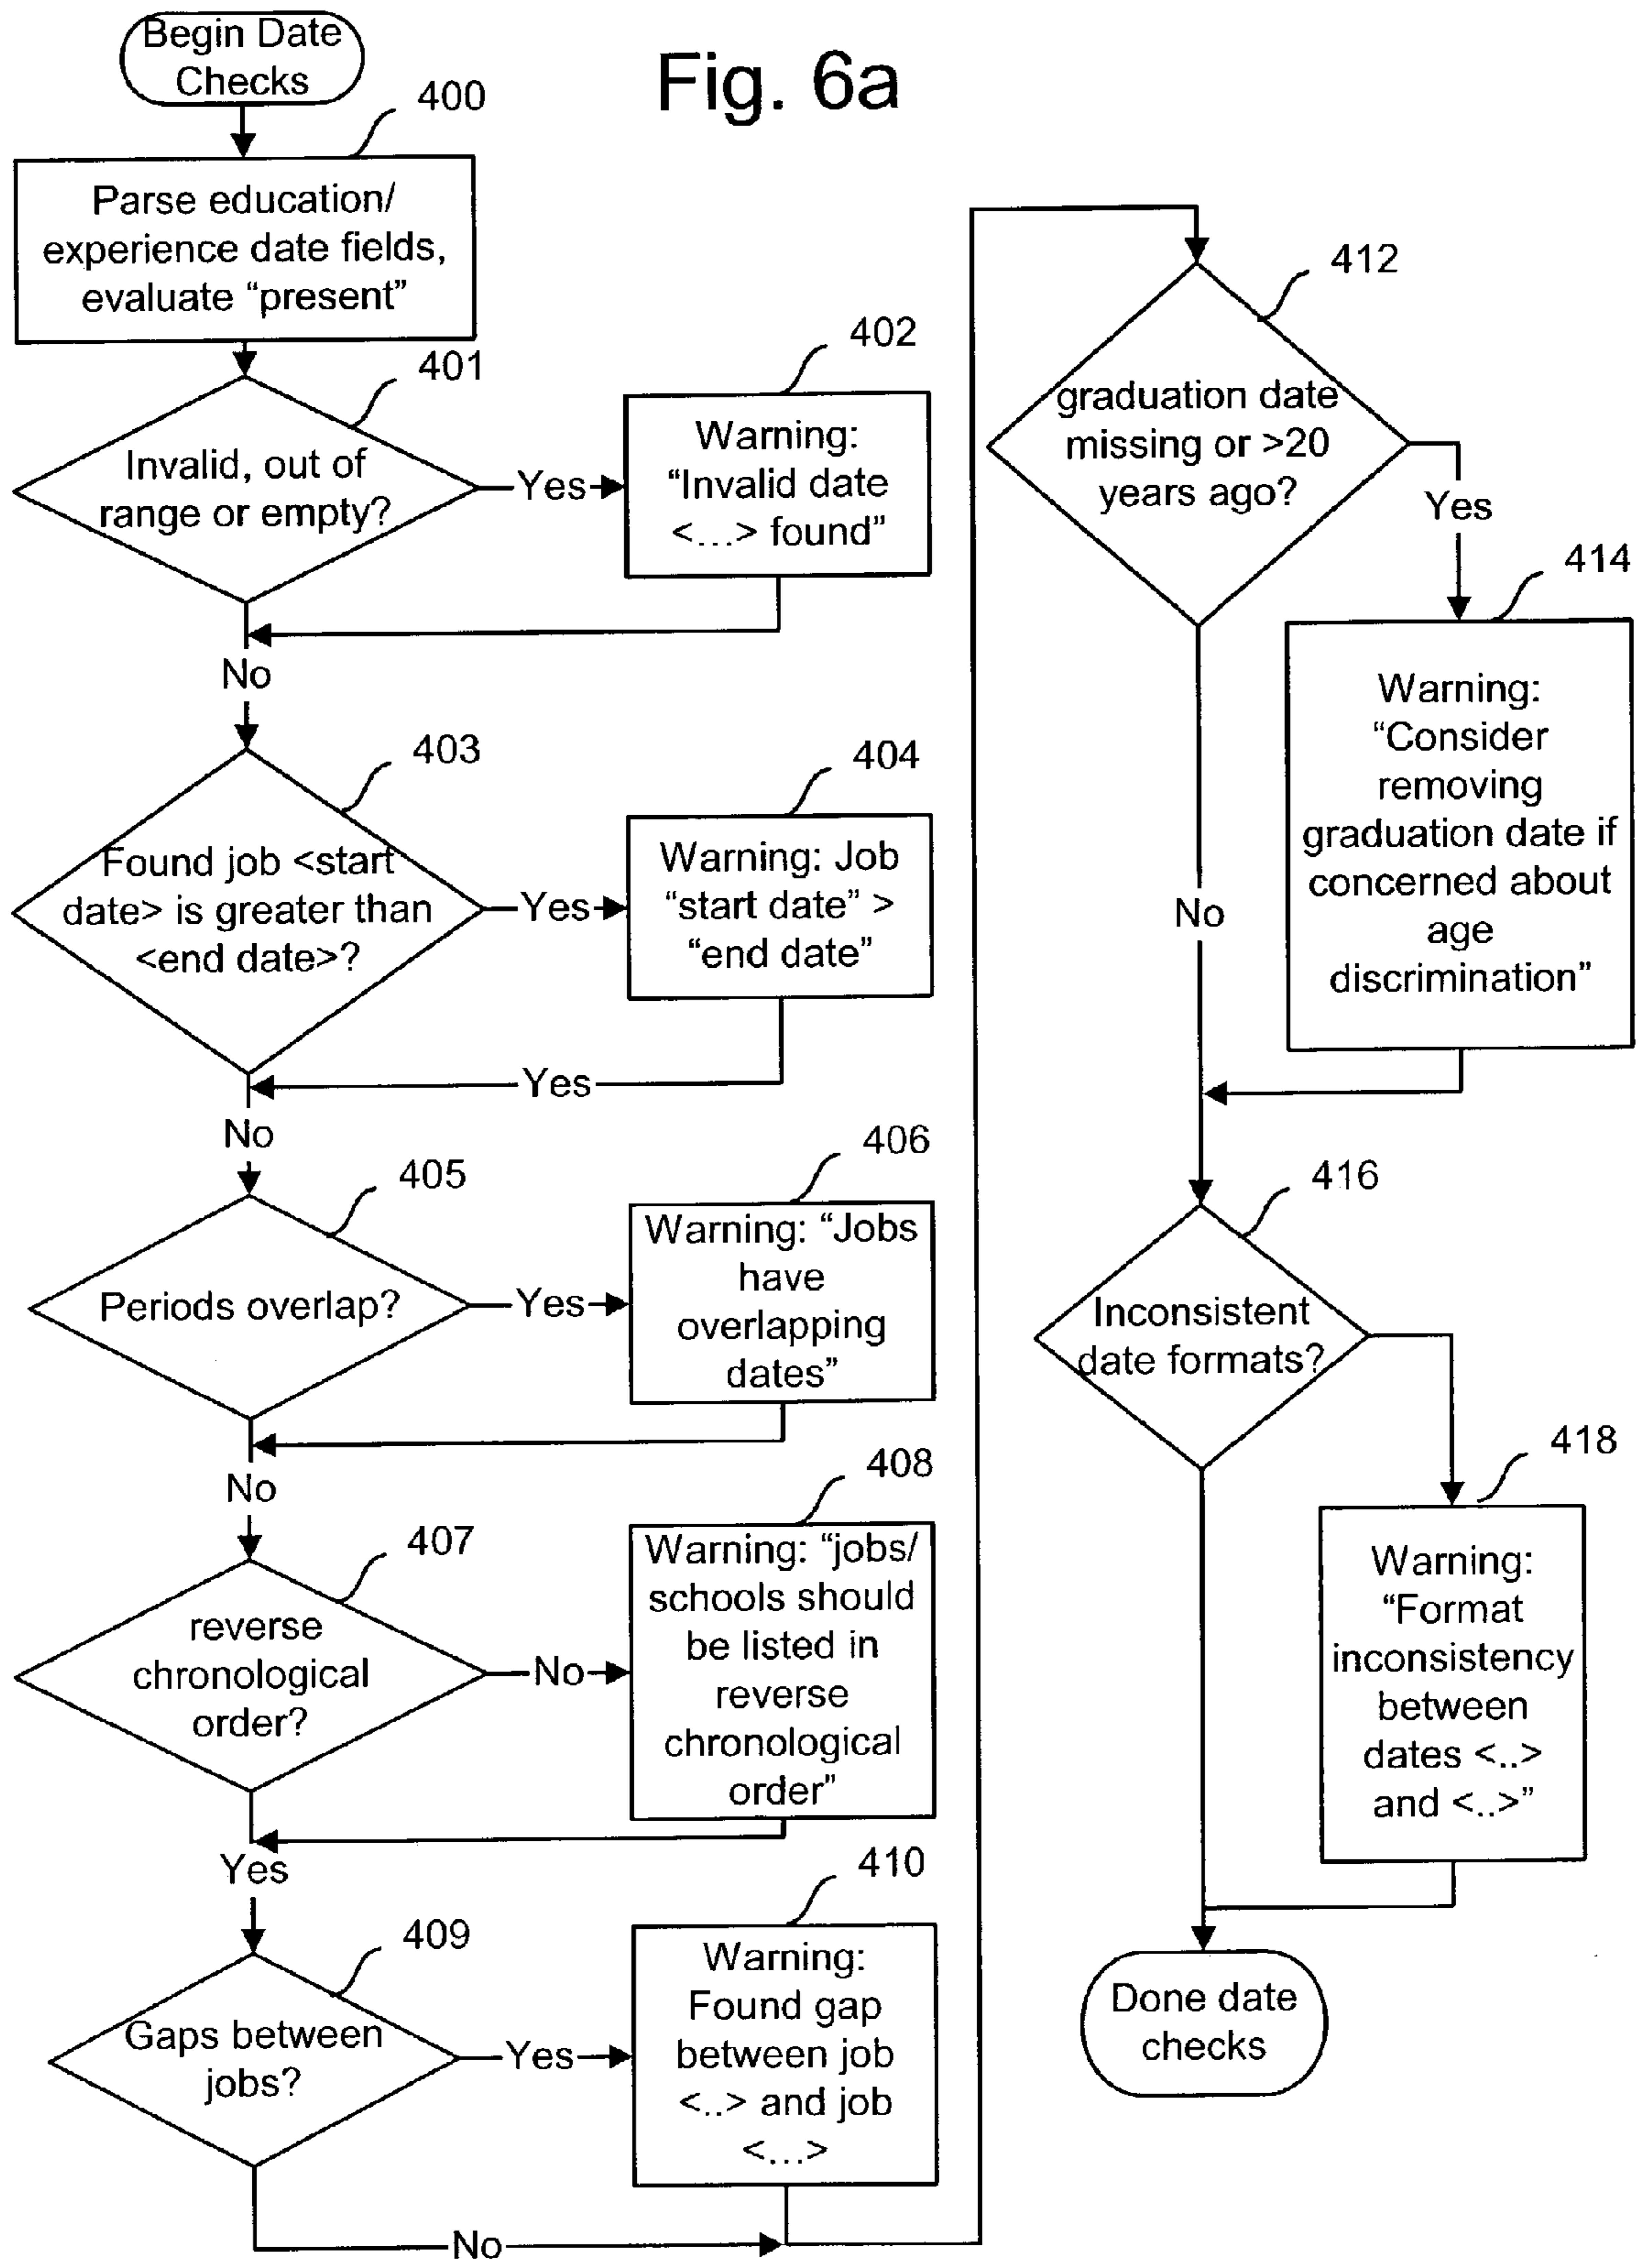 Begin Date
Checks
Fig. 6a
400
Parse education/
experience date fields,
evaluate “present”
401
Invalid, out of
range or empty?
Yes
402
Warning:
“Invalid date
<...> found”
No
403
Found job <start
date> is greater than
<end date>?
Yes
404
Warning: Job
“start date” >
“end date”
Yes
No
405
Periods overlap?
Yes
406
Warning: “Jobs
have
overlapping
dates”
No
407
reverse
chronological
order?
No
408
Warning: “jobs/
schools should
be listed in
reverse
chronological
order”
Yes
409
Gaps between
jobs?
Yes
410
Warning:
Found gap
between job
<..> and job
<...>
No
412
graduation date
missing or >20
years ago?
Yes
414
Warning:
“Consider
removing
graduation date if
concerned about
age
discrimination”
No
416
Inconsistent
date formats?
418
Warning:
“Format
inconsistency
between
dates <..>
and <..>”
Done date
checks